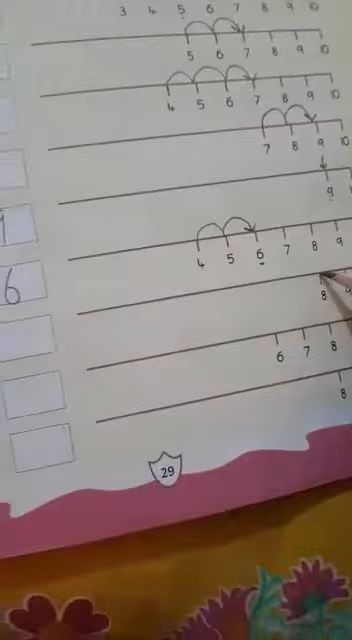 3 4 5 6 7 8 9 10
5 6 7 8 9 10
4 5 6 7 8 9 10
7 8 9 10
9
4 5 6 7 8 9
6
8
6 7 8
8
29